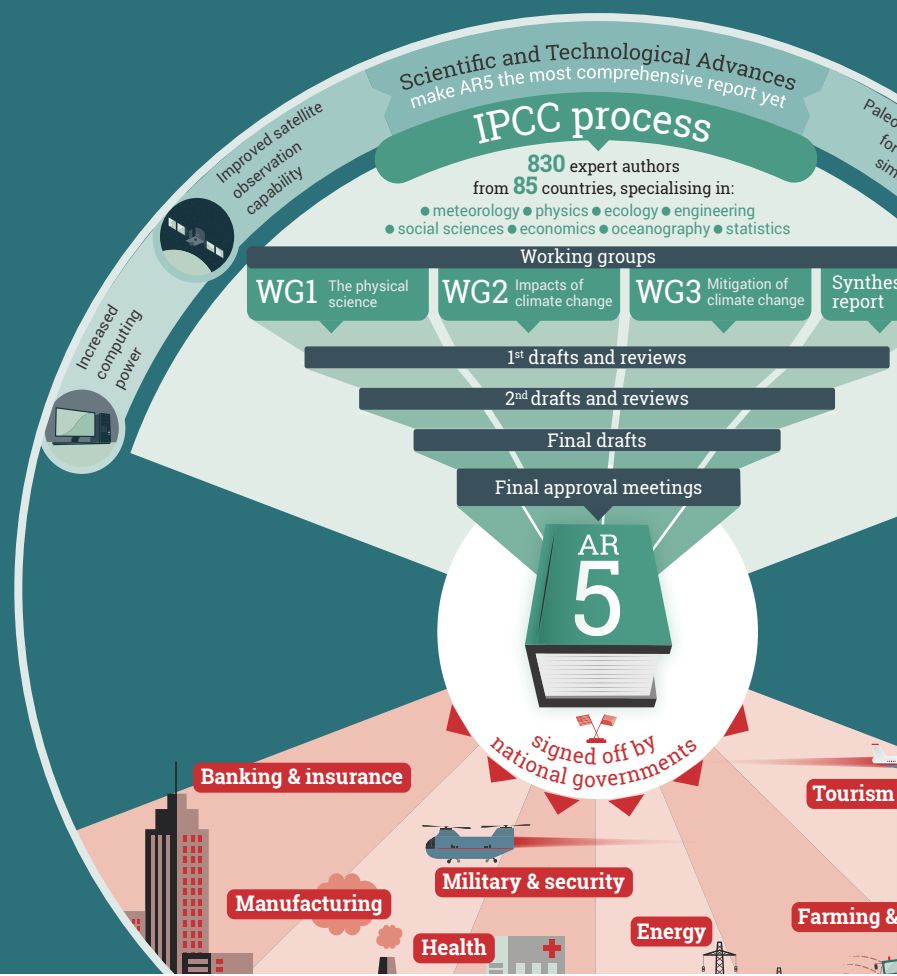 Scientific and Technological Advances
make AR5 the most comprehensive report yet
IPCC process
830 expert authors
from 85 countries, specialising in:
● meteorology ● physics ● ecology ● engineering
● social sciences ● economics ● oceanography ● statistics
Improved satellite
observation
capability
Increased
computing
power
for
Working groups
WG1 The physical
science
WG2 Impacts of
climate change
WG3 Mitigation of
climate change
report
1st drafts and reviews
2nd drafts and reviews
Final drafts
Final approval meetings
AR
5
signed off by
national governments
Banking & insurance
Tourism
Military & security
Manufacturing
Health
Energy
Farming &